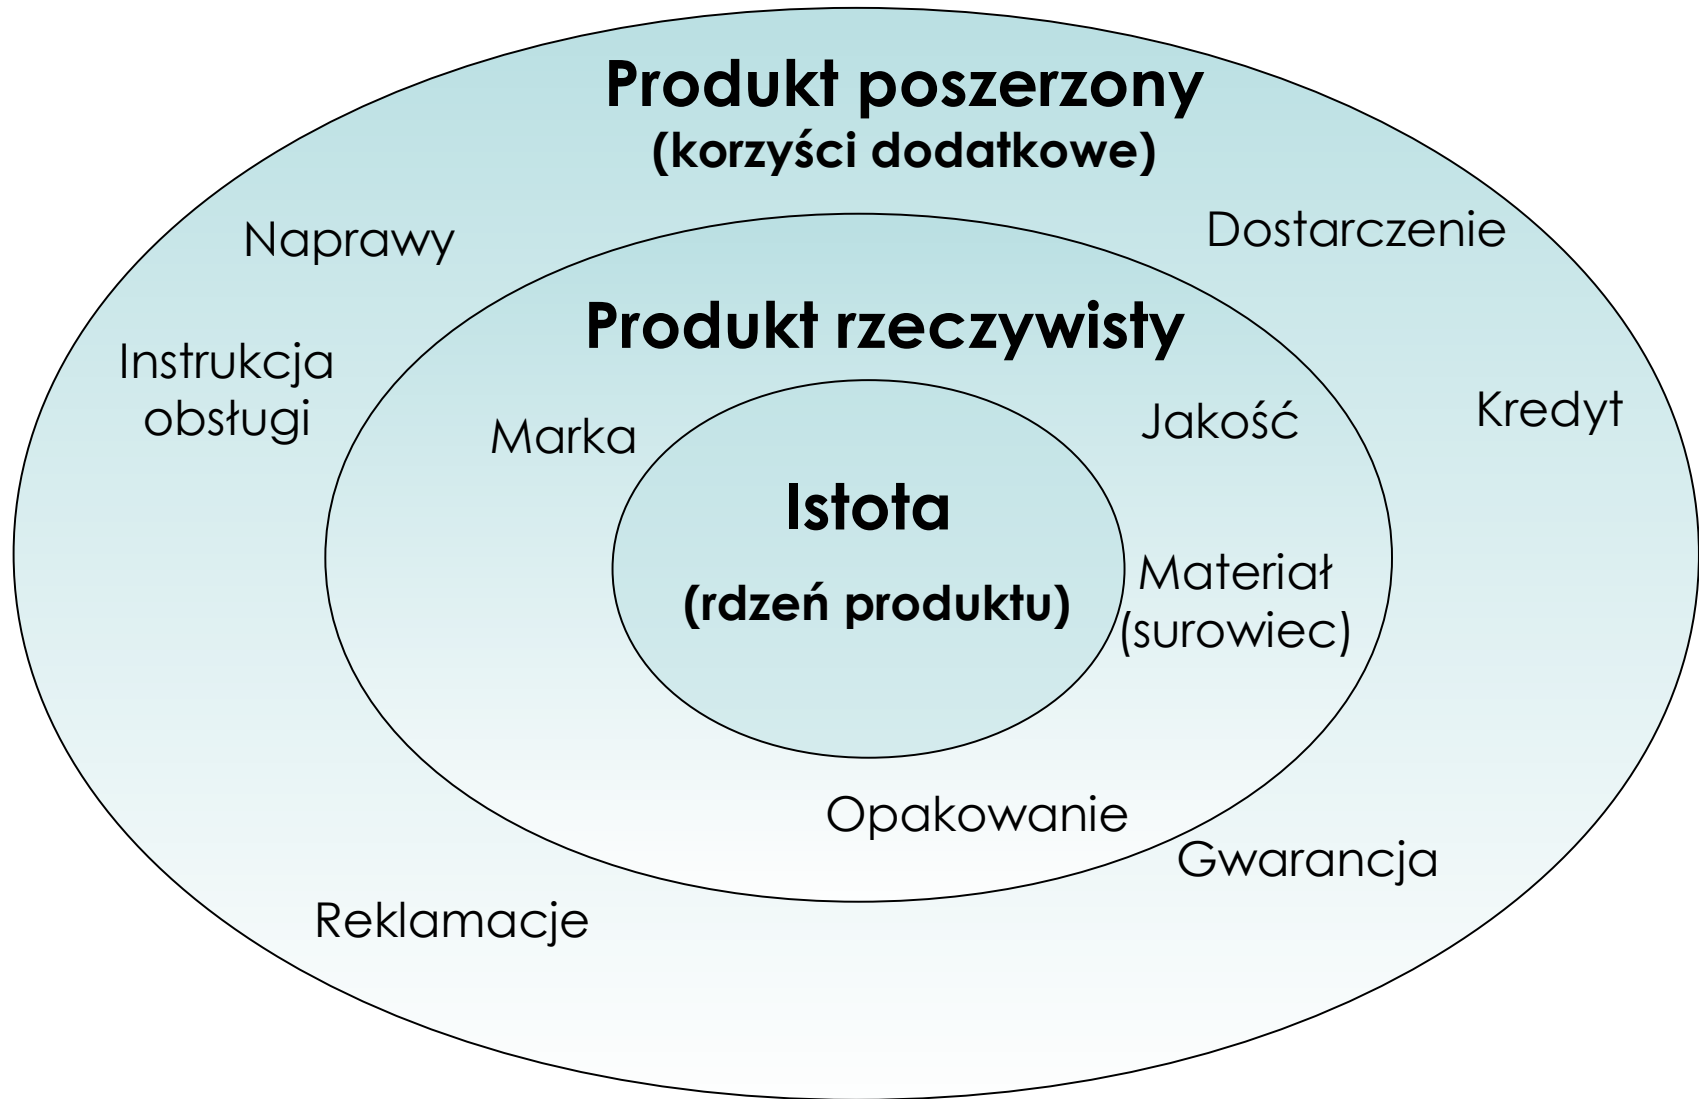 Produkt poszerzony
(korzyści dodatkowe)
Naprawy
Dostarczenie
Produkt rzeczywisty
Instrukcja
obsługi
Marka
Jakość
Kredyt
Istota
(rdzeń produktu)
Materiał
(surowiec)
Opakowanie
Gwarancja
Reklamacje